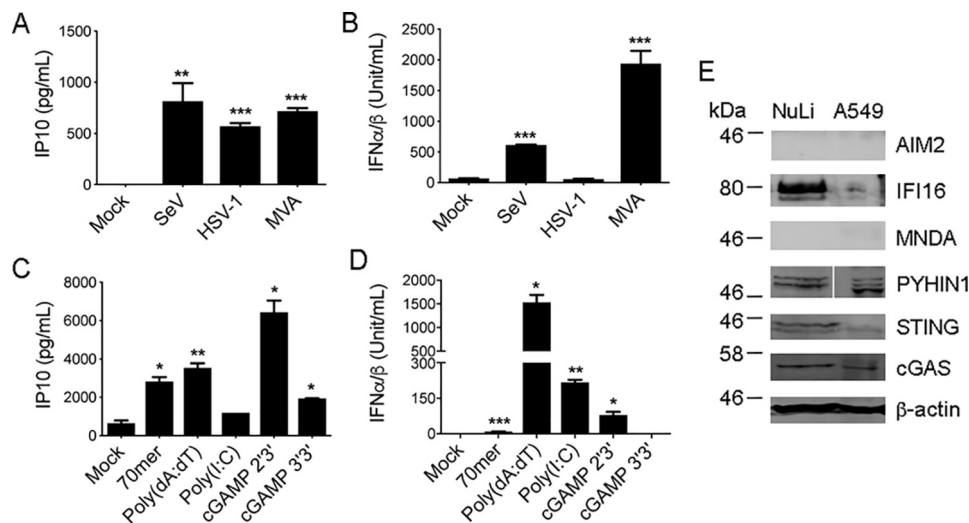 A
IP10 (pg/mL)
1500
1000
500
0
**
***
***
Mock
SeV
HSV-1
MVA
B
IFNα/β (Unit/mL)
2500
2000
1500
1000
500
0
***
***
Mock
SeV
HSV-1
MVA
C
IP10 (pg/mL)
8000
6000
4000
2000
0
*
**
*
*
Mock
70mer
Poly(dA:dT)
Poly(I:C)
cGAMP 2'3'
cGAMP 3'3'
D
IFNα/β (Unit/mL)
2000
1500
1000
500
300
150
0
***
*
**
*
Mock
70mer
Poly(dA:dT)
Poly(I:C)
cGAMP 2'3'
cGAMP 3'3'
E
kDa NuLi A549
46 AIM2
80 IFI16
46 MNDA
46 PYHIN1
46 STING
58 cGAS
46 β-actin